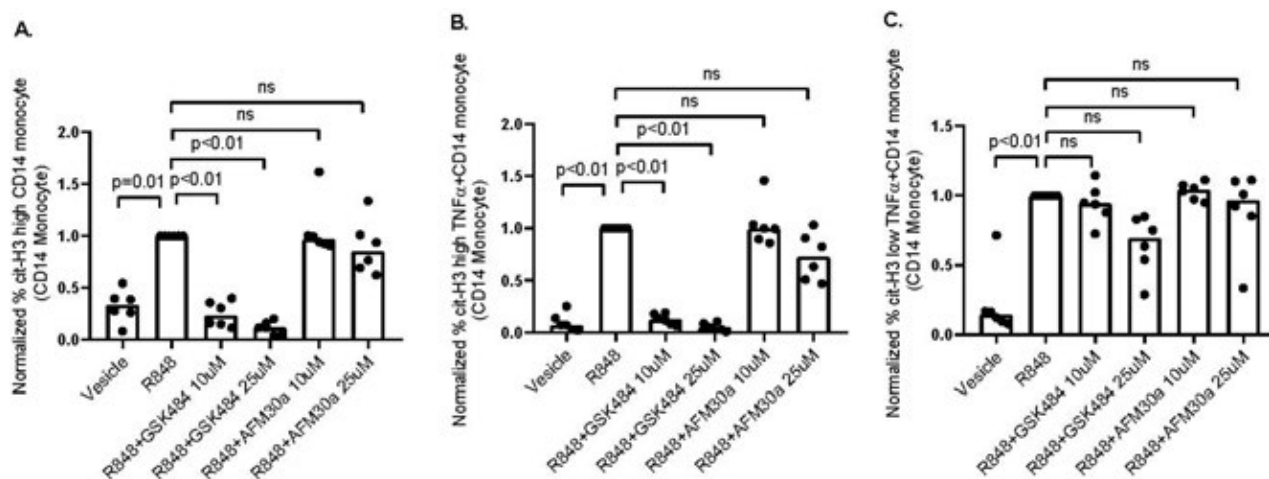 A.
Normalized % cit-H3 high CD14 monocyte
(CD14 Monocyte)
2.0
1.5
1.0
0.5
0.0
ns
ns
p<0.01
p=0.01
p<0.01
Vesicle
R848
R848+GSK484 10uM
R848+GSK484 25uM
R848+AFM30a 10uM
R848+AFM30a 25uM
B.
Normalized % cit-H3 high TNFα+CD14 monocyte
(CD14 Monocyte)
2.0
1.5
1.0
0.5
0.0
ns
ns
p<0.01
p<0.01
p<0.01
Vesicle
R848
R848+GSK484 10uM
R848+GSK484 25uM
R848+AFM30a 10uM
R848+AFM30a 25uM
C.
Normalized % cit-H3 low TNFα+CD14 monocyte
(CD14 Monocyte)
1.5
1.0
0.5
0.0
ns
ns
ns
p<0.01
ns
Vesicle
R848
R848+GSK484 10uM
R848+GSK484 25uM
R848+AFM30a 10uM
R848+AFM30a 25uM